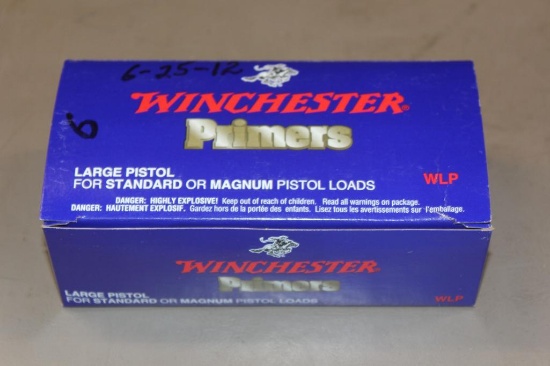 6-25-12
6
WINCHESTER®
Primers
LARGE PISTOL
FOR STANDARD OR MAGNUM PISTOL LOADS
WLP
DANGER: HIGHLY EXPLOSIVE! Keep out of reach of children. Read all warnings on package.
DANGER: HAUTEMENT EXPLOSIF. Gardez hors de la portée des enfants. Lisez tous les avertissements sur l'emballage.
WINCHESTER
Primers
LARGE PISTOL
FOR STANDARD OR MAGNUM PISTOL LOADS
WLP